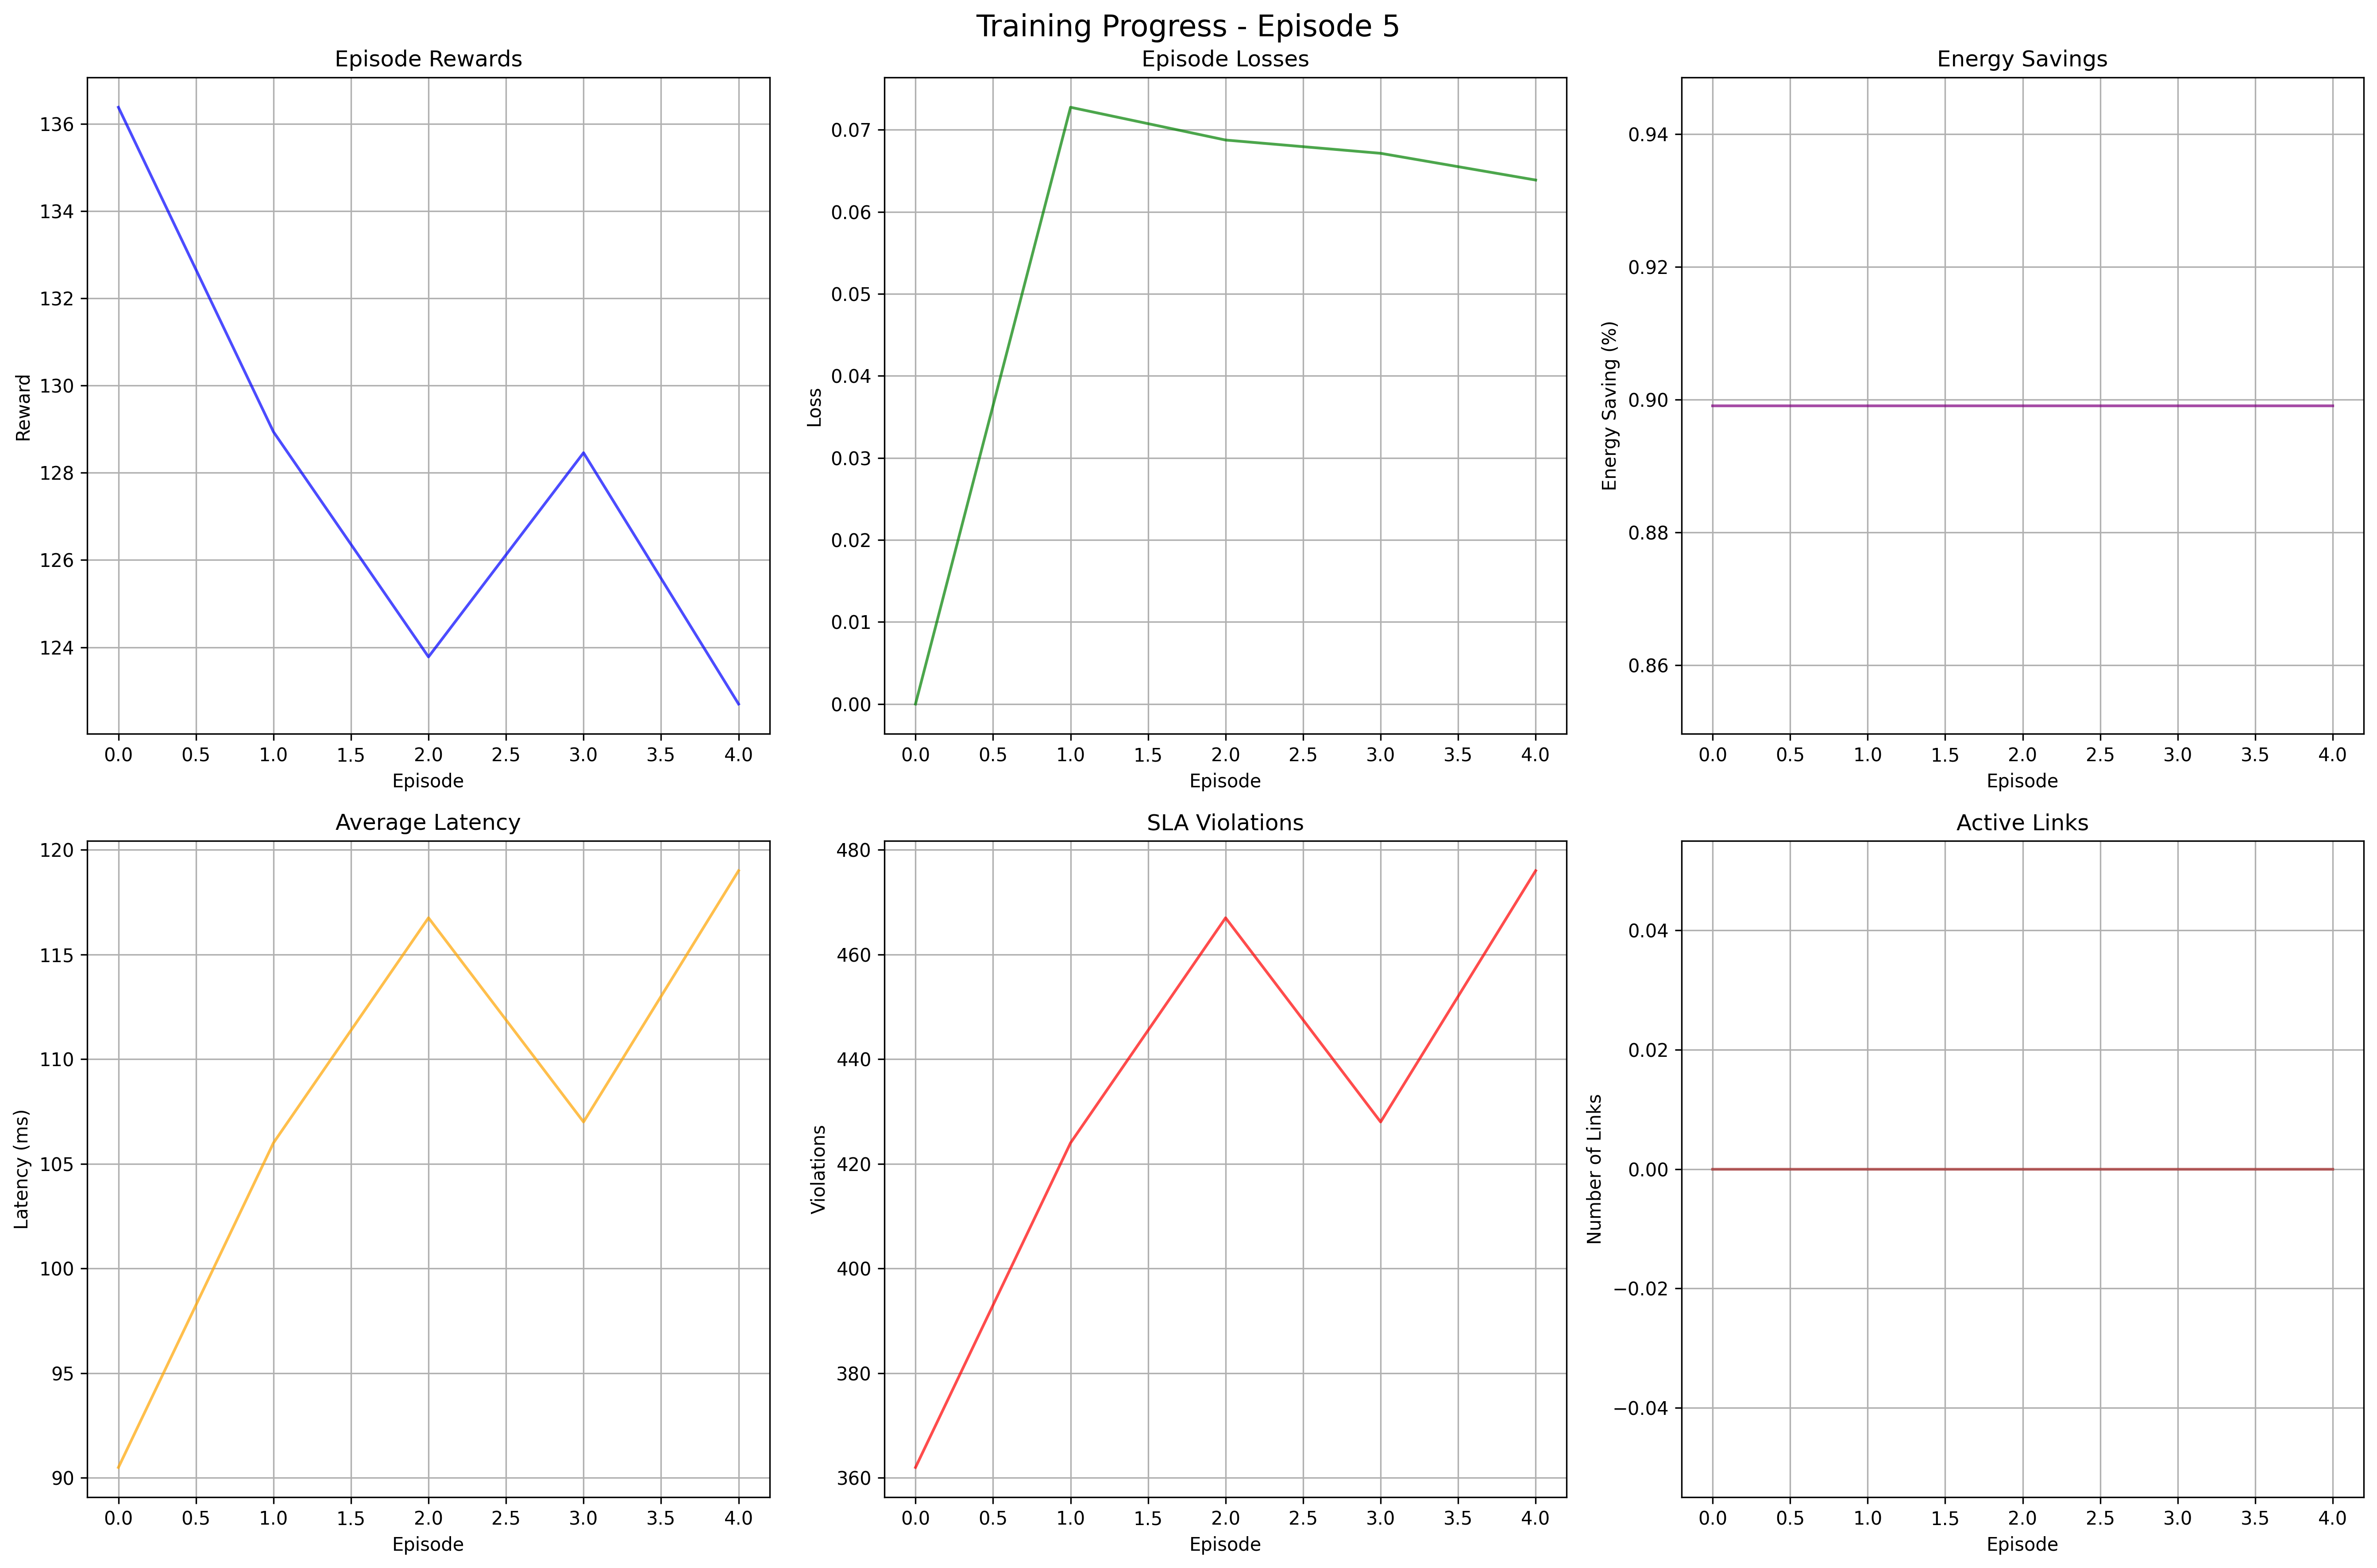 Training Progress - Episode 5
Episode Rewards
Reward
136
134
132
130
128
126
124
0.0 0.5 1.0 1.5 2.0 2.5 3.0 3.5 4.0
Episode
Episode Losses
Loss
0.07
0.06
0.05
0.04
0.03
0.02
0.01
0.00
0.0 0.5 1.0 1.5 2.0 2.5 3.0 3.5 4.0
Episode
Energy Savings
Energy Saving (%)
0.94
0.92
0.90
0.88
0.86
0.0 0.5 1.0 1.5 2.0 2.5 3.0 3.5 4.0
Episode
Average Latency
Latency (ms)
120
115
110
105
100
95
90
0.0 0.5 1.0 1.5 2.0 2.5 3.0 3.5 4.0
Episode
SLA Violations
Violations
480
460
440
420
400
380
360
0.0 0.5 1.0 1.5 2.0 2.5 3.0 3.5 4.0
Episode
Active Links
Number of Links
0.04
0.02
0.00
−0.02
−0.04
0.0 0.5 1.0 1.5 2.0 2.5 3.0 3.5 4.0
Episode